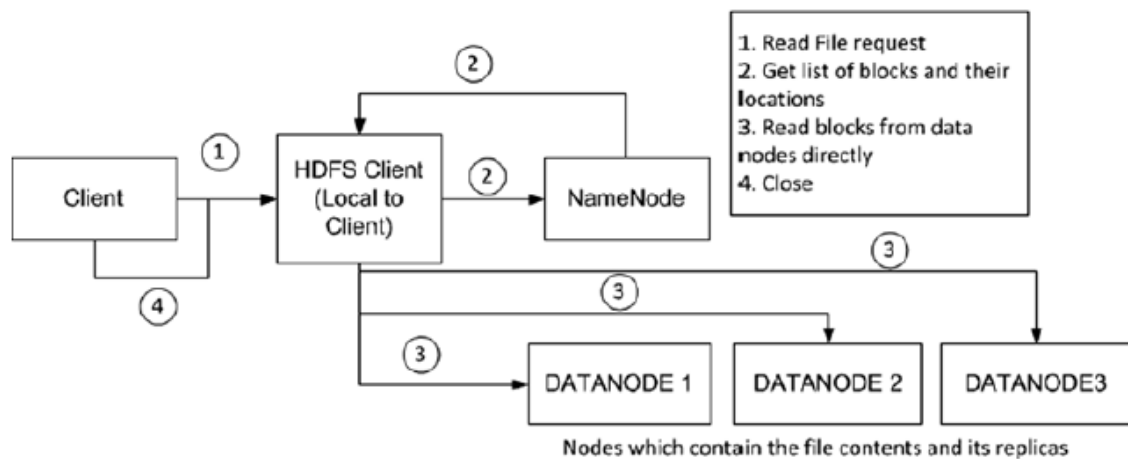 2
1. Read File request
2. Get list of blocks and their
locations
3. Read blocks from data
nodes directly
4. Close
1
Client
HDFS Client
(Local to
Client)
2
NameNode
4
3
3
3
DATANODE 1
DATANODE 2
DATANODE3
Nodes which contain the file contents and its replicas